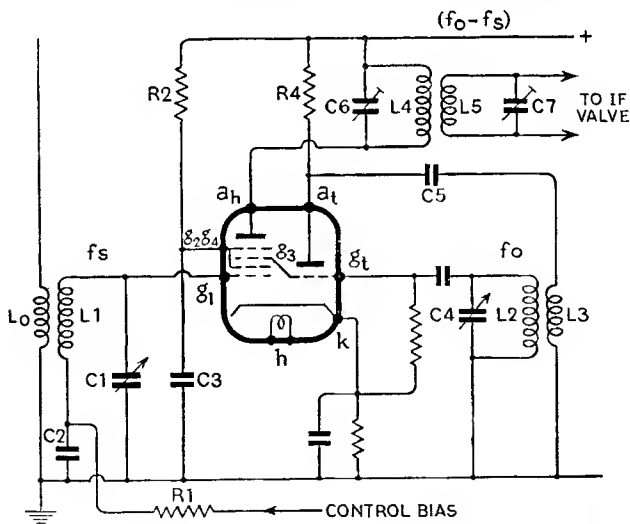 (fo-fs)
+
R2
R4
C6
L4
L5
C7
TO IF
VALVE
C5
ah
at
g2g4
g3
fs
g1
gt
fo
Lo
L1
C4
L2
L3
h
k
C1
C3
C2
R1
CONTROL BIAS